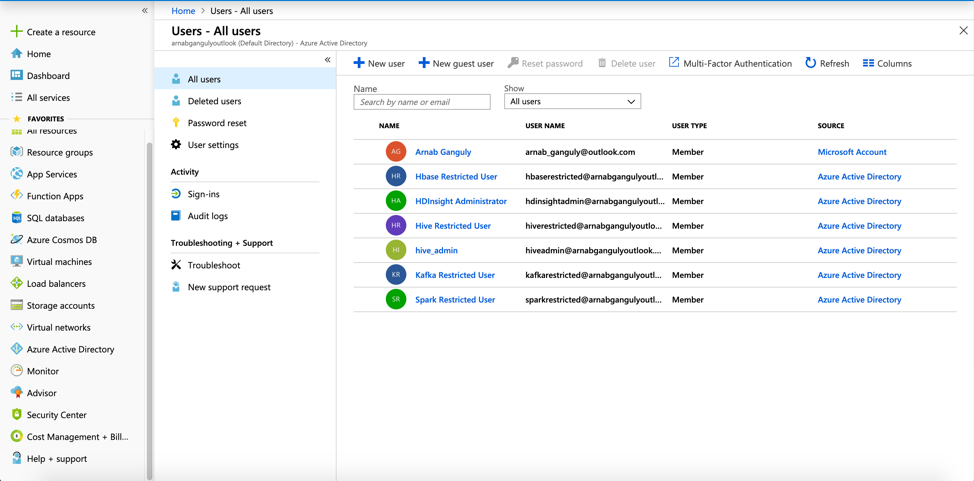 Home > Users - All users
Users - All users
arnabgangulyoutlook (Default Directory) - Azure Active Directory
Create a resource
Home
Dashboard
All services
FAVORITES
All resources
Resource groups
App Services
Function Apps
SQL databases
Azure Cosmos DB
Virtual machines
Load balancers
Storage accounts
Virtual networks
Azure Active Directory
Monitor
Advisor
Security Center
Cost Management + Bill...
Help + support
All users
Deleted users
Password reset
User settings
Activity
Sign-ins
Audit logs
Troubleshooting + Support
Troubleshoot
New support request
New user New guest user Reset password Delete user Multi-Factor Authentication Refresh Columns
Name Show
Search by name or email All users
NAME USER NAME USER TYPE SOURCE
AG Arnab Ganguly arnab_ganguly@outlook.com Member Microsoft Account
HR Hbase Restricted User hbaserestricted@arnabgangulyoutl... Member Azure Active Directory
HA HDInsight Administrator hdinsightadmin@arnabgangulyou... Member Azure Active Directory
HR Hive Restricted User hiverestricted@arnabgangulyoutlo... Member Azure Active Directory
HI hive_admin hiveadmin@arnabgangulyoutlook.... Member Azure Active Directory
KR Kafka Restricted User kafkarestricted@arnabgangulyoutl... Member Azure Active Directory
SR Spark Restricted User sparkrestricted@arnabgangulyoutl... Member Azure Active Directory